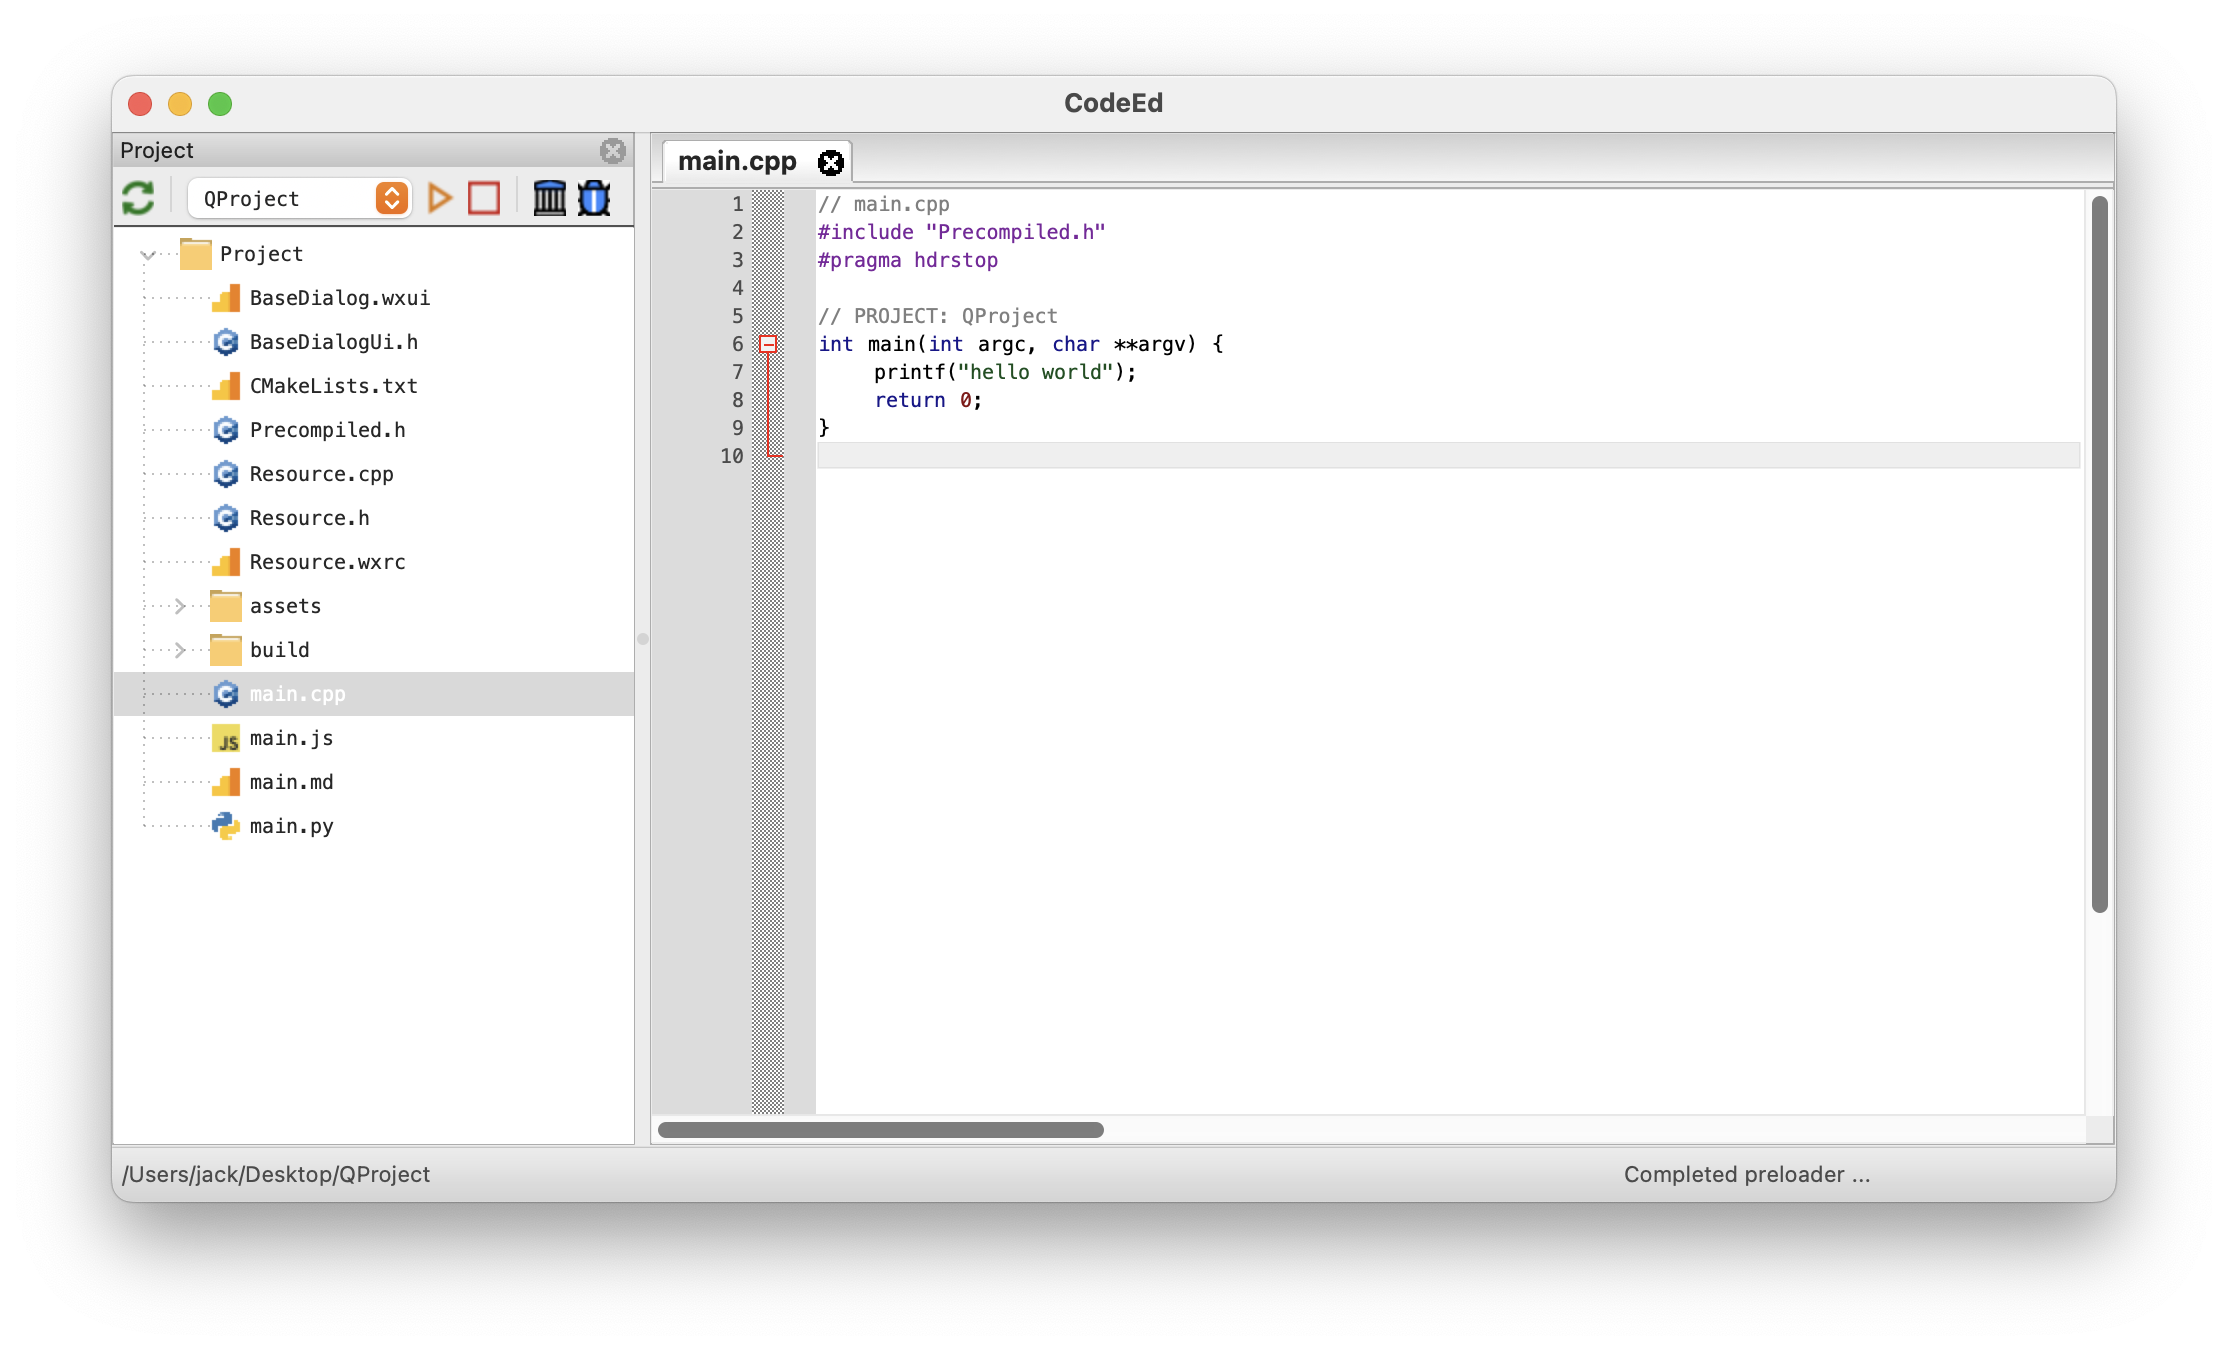 CodeEd
Project
QProject
Project
BaseDialog.wxui
BaseDialogUi.h
CMakeLists.txt
Precompiled.h
Resource.cpp
Resource.h
Resource.wxrc
assets
build
main.cpp
JS main.js
main.md
main.py
main.cpp
1 // main.cpp
2 #include "Precompiled.h"
3 #pragma hdrstop
4
5 // PROJECT: QProject
6 int main(int argc, char **argv) {
7 printf("hello world");
8 return 0;
9 }
10
/Users/jack/Desktop/QProject
Completed preloader ...